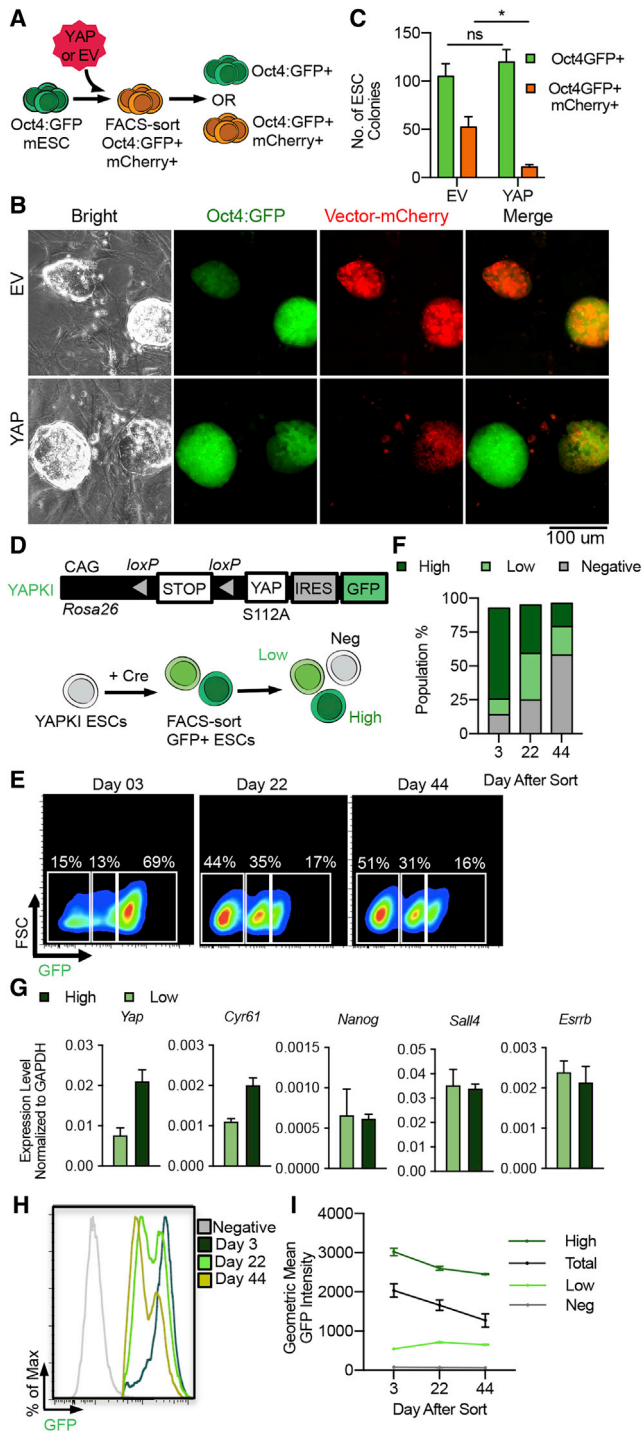 A
YAP
or EV
Oct4:GFP
mESC
FACS-sort
Oct4:GFP+
mCherry+
Oct4:GFP+
OR
Oct4:GFP+
mCherry+
C
No. of ESC
Colonies
150
100
50
0
ns
*
EV
YAP
Oct4GFP+
Oct4GFP+
mCherry+
B
Bright
Oct4:GFP
Vector-mCherry
Merge
EV
YAP
100 um
D
CAG
loxP
loxP
YAPKI
STOP
YAP
IRES
GFP
Rosa26
S112A
YAPKI ESCs
+ Cre
FACS-sort
GFP+ ESCs
Low
Neg
High
F
High
Low
Negative
Population %
100
75
50
25
0
3
22
44
Day After Sort
E
Day 03
Day 22
Day 44
15%
13%
69%
44%
35%
17%
51%
31%
16%
FSC
GFP
G
High
Low
Expression Level
Normalized to GAPDH
Yap
0.03
0.02
0.01
0.00
Cyr61
0.003
0.002
0.001
0.000
Nanog
0.0015
0.0010
0.0005
0.0000
Sall4
0.05
0.04
0.03
0.02
0.01
0.00
Esrrb
0.003
0.002
0.001
0.000
H
% of Max
GFP
Negative
Day 3
Day 22
Day 44
I
Geometric Mean
GFP Intensity
4000
3000
2000
1000
0
3
22
44
Day After Sort
High
Total
Low
Neg